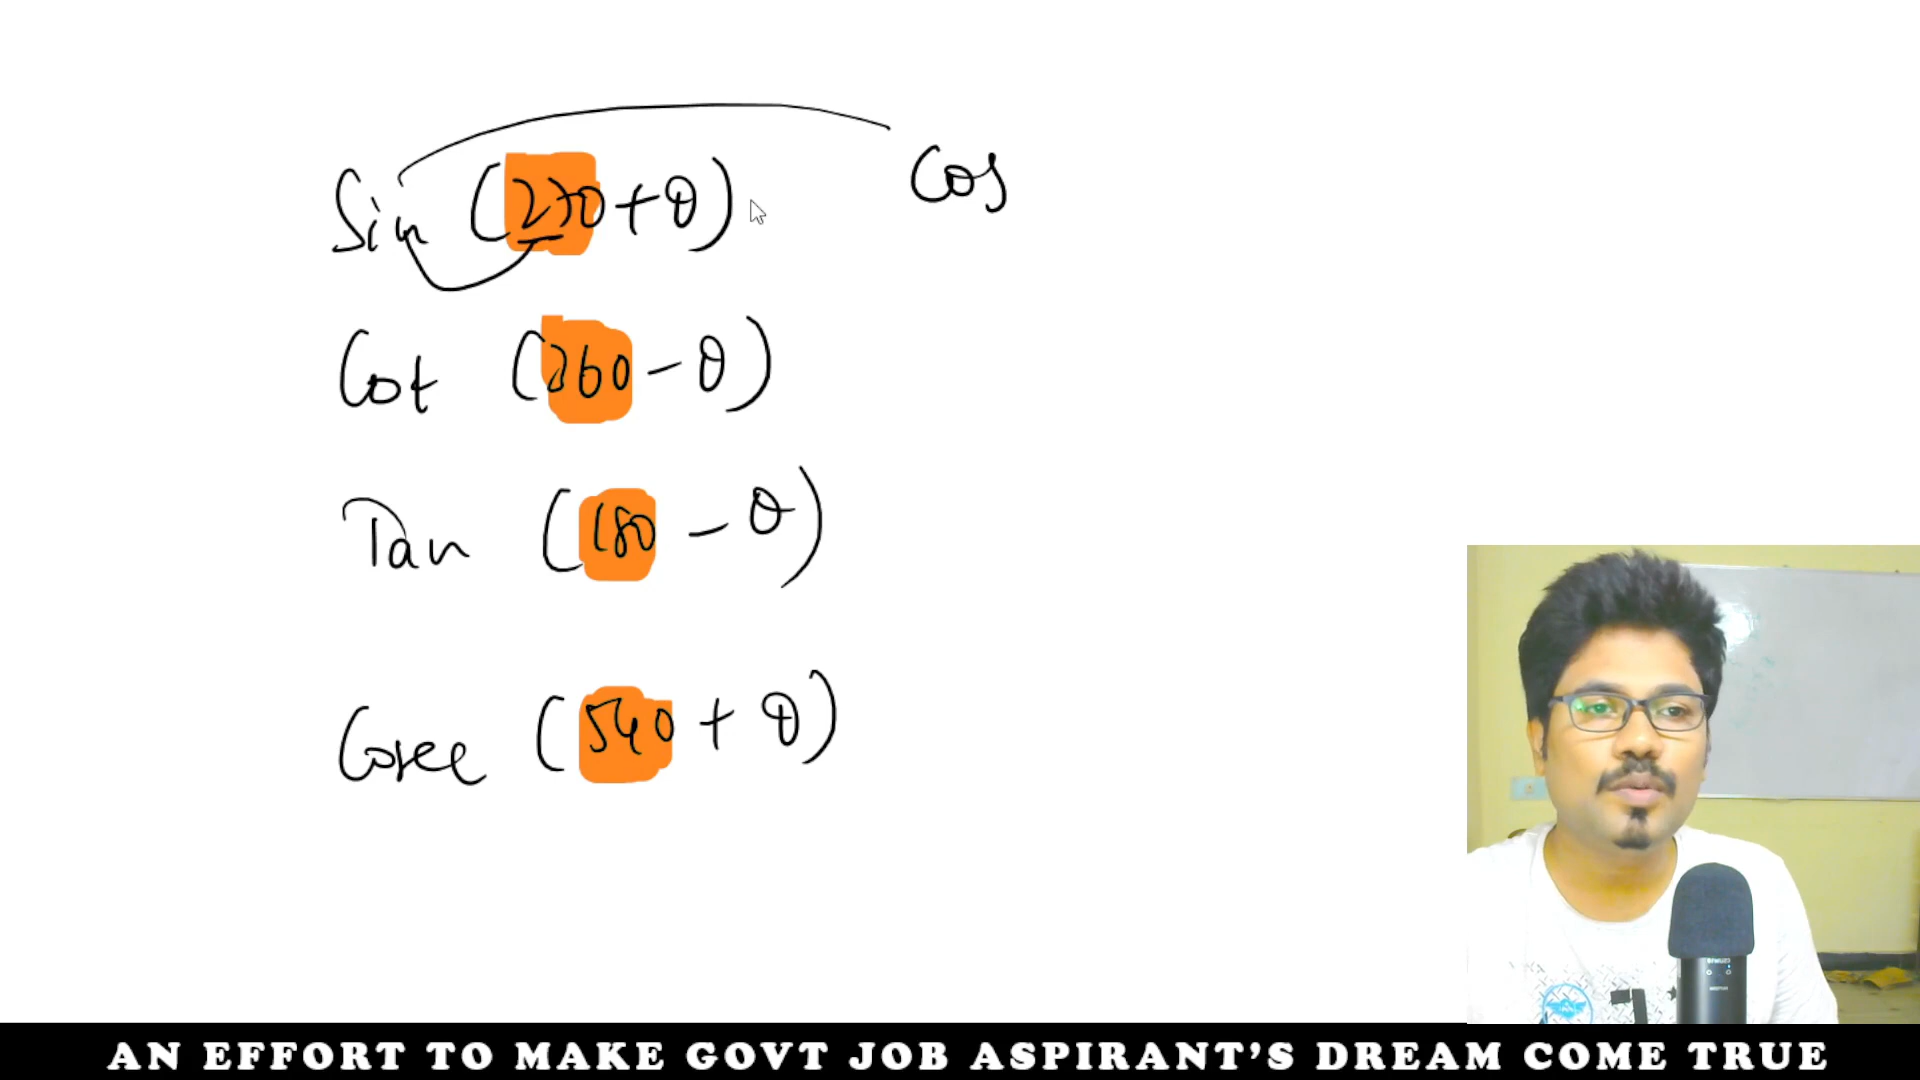 Sin (270+θ) Cos
Cot (360-θ)
Tan (180-θ)
Cosec (540+θ)
AN EFFORT TO MAKE GOVT JOB ASPIRANT'S DREAM COME TRUE